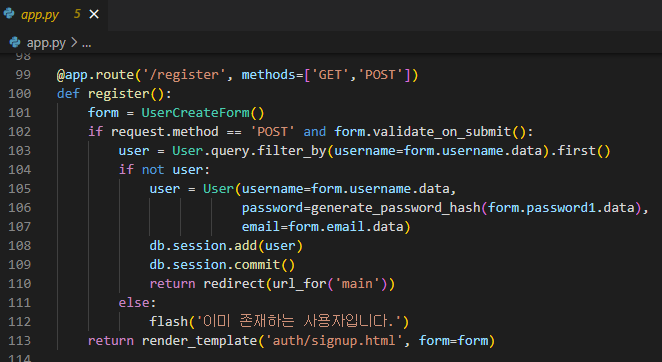 app.py 5 ×
app.py > ...
98
99 @app.route('/register', methods=['GET','POST'])
100 def register():
101     form = UserCreateForm()
102     if request.method == 'POST' and form.validate_on_submit():
103         user = User.query.filter_by(username=form.username.data).first()
104         if not user:
105             user = User(username=form.username.data,
106                         password=generate_password_hash(form.password1.data),
107                         email=form.email.data)
108             db.session.add(user)
109             db.session.commit()
110             return redirect(url_for('main'))
111         else:
112             flash('이미 존재하는 사용자입니다.')
113     return render_template('auth/signup.html', form=form)
114